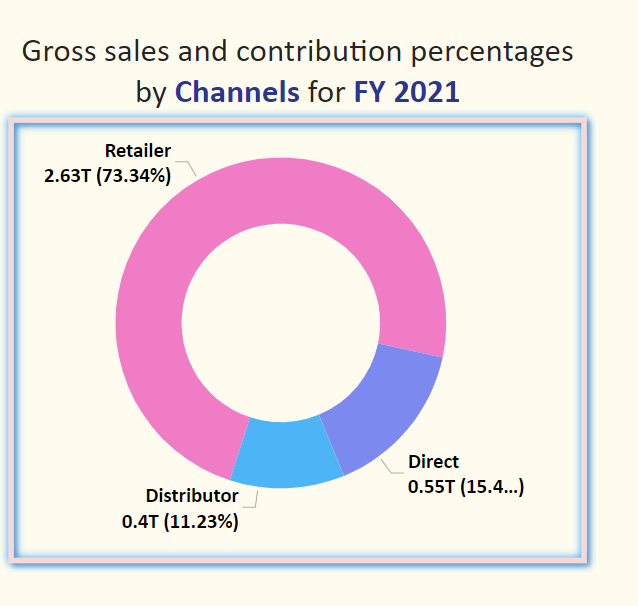 Gross sales and contribution percentages
by Channels for FY 2021
Retailer
2.63T (73.34%)
Direct
0.55T (15.4...)
Distributor
0.4T (11.23%)